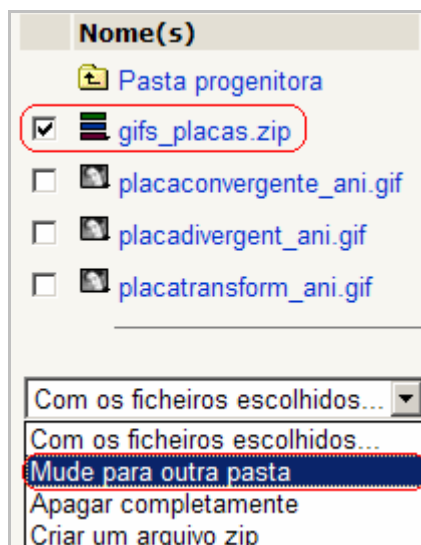 Nome(s)
Pasta progenitora
gifs_placas.zip
placaconvergente_ani.gif
placadivergent_ani.gif
placatransform_ani.gif
Com os ficheiros escolhidos...
Com os ficheiros escolhidos...
Mude para outra pasta
Apagar completamente
Criar um arquivo zip